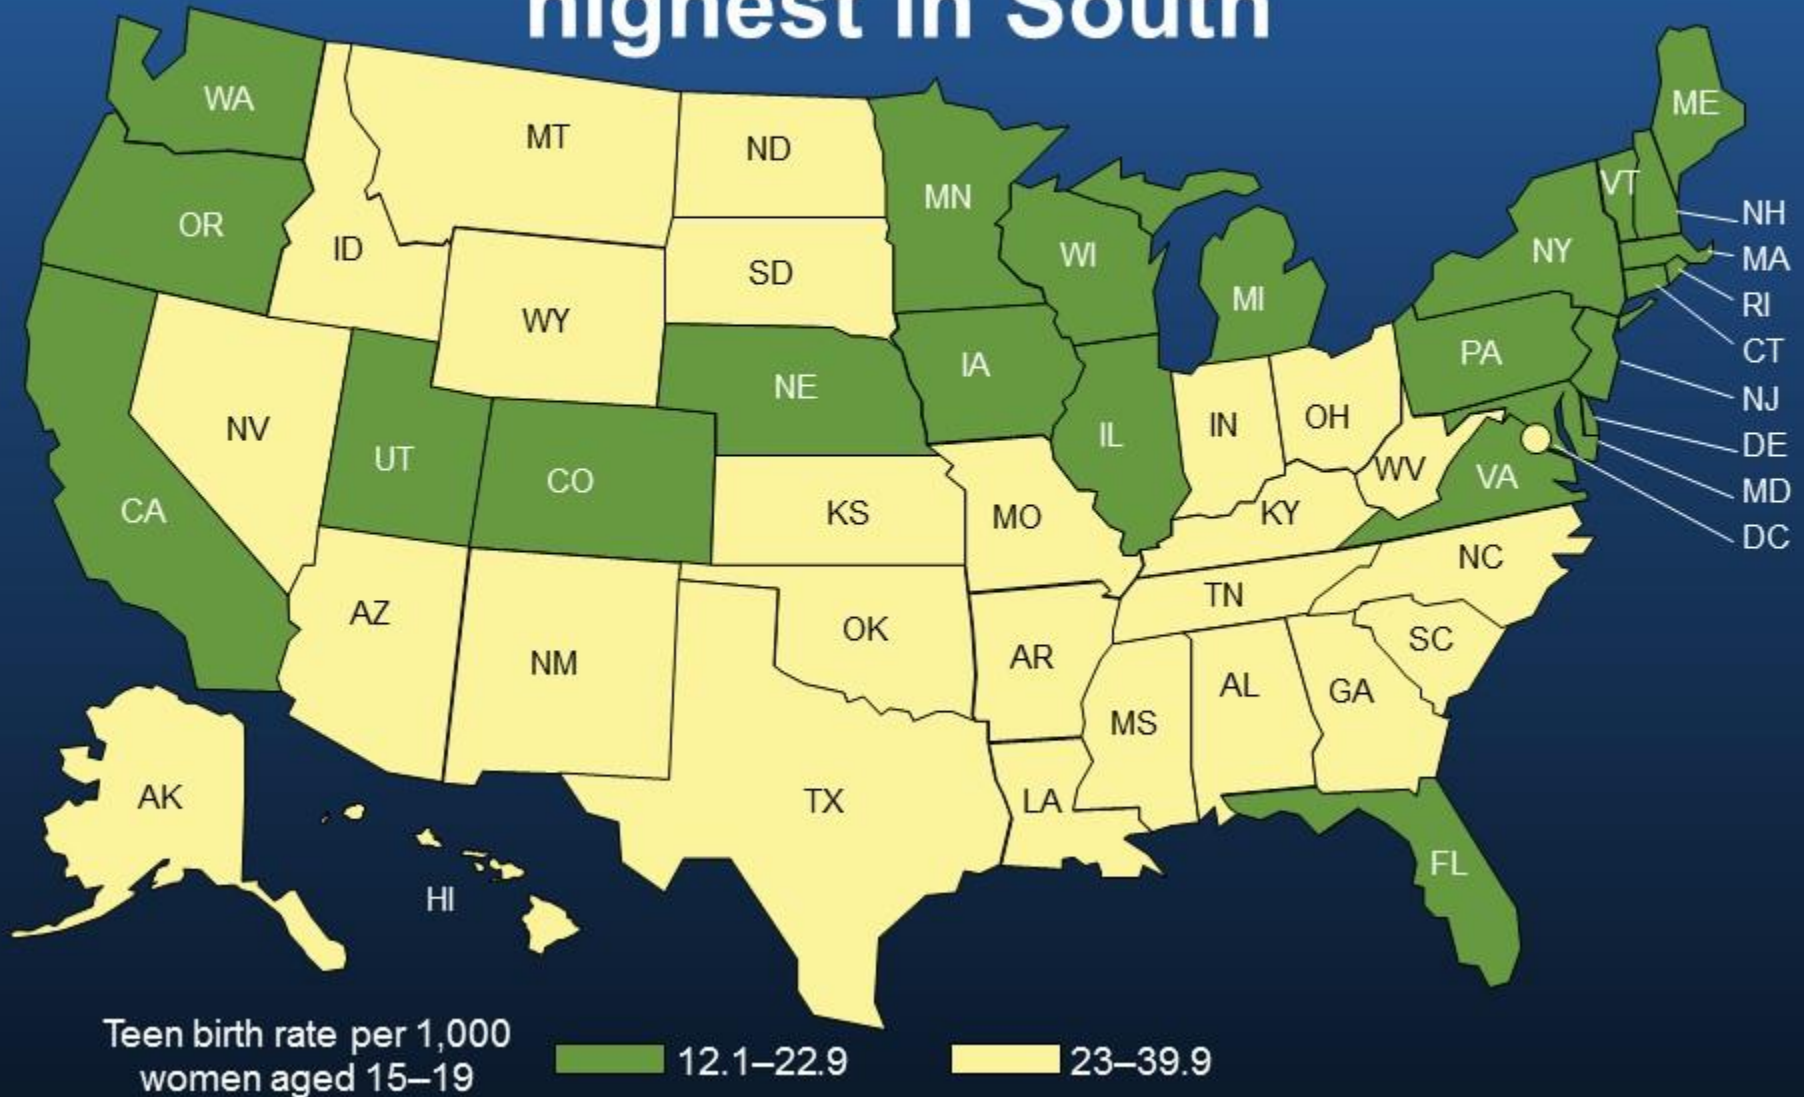 highest in South
WA
ME
MT
ND
MN
VT
OR
NH
ID
NY
WI
MA
SD
MI
RI
WY
CT
PA
IA
NE
NJ
NV
IN
OH
IL
DE
UT
WV
CO
VA
MD
CA
KS
MO
KY
DC
NC
TN
AZ
OK
SC
AR
NM
AL
GA
MS
AK
TX
LA
FL
HI
Teen birth rate per 1,000
women aged 15–19
12.1–22.9
23–39.9